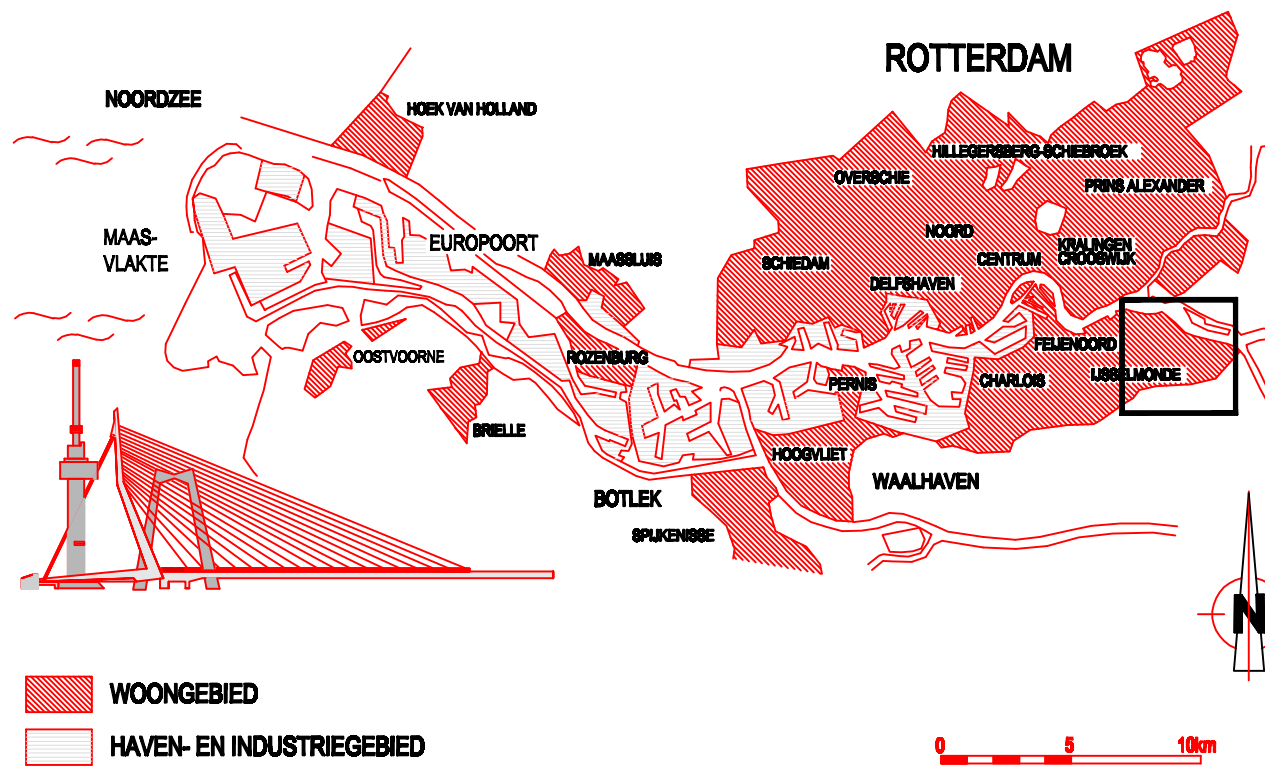 ROTTERDAM
NOORDZEE
HOEK VAN HOLLAND
HILLEGERSBERG-SCHIEBROEK
OVERSCHIE
PRINS ALEXANDER
MAAS-
VLAKTE
EUROPOORT
NOORD
KRALINGEN
CROOSWIJK
MAASSLUIS
SCHIEDAM
CENTRUM
DELFSHAVEN
OOSTVOORNE
ROZENBURG
FEIJENOORD
PERNIS
CHARLOIS
IJSSELMONDE
BRIELLE
HOOGVLIET
WAALHAVEN
BOTLEK
SPIJKENISSE
N
WOONGEBIED
HAVEN- EN INDUSTRIEGEBIED
0 5 10km